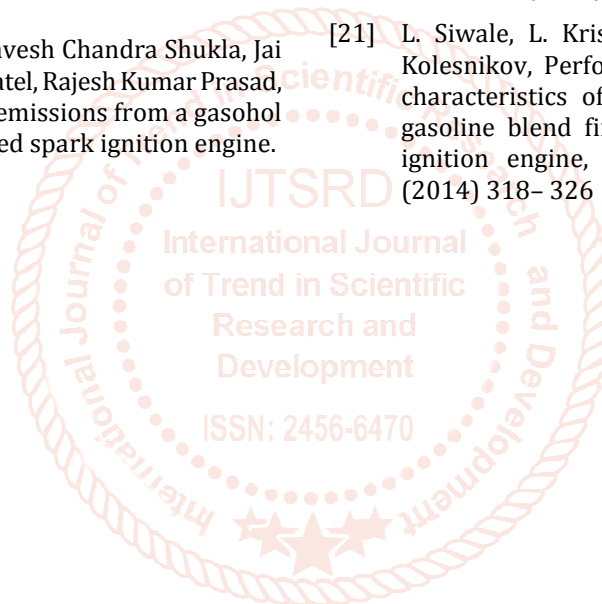 avesh Chandra Shukla, Jai
atel, Rajesh Kumar Prasad,
emissions from a gasohol
ed spark ignition engine.
[21] L. Siwale, L. Kris
Kolesnikov, Perfo
characteristics of
gasoline blend fi
ignition engine,
(2014) 318– 326
International Journal of Trend in Scientific Research and Development
IJTSRD
International Journal
of Trend in Scientific
Research and
Development
ISSN: 2456-6470